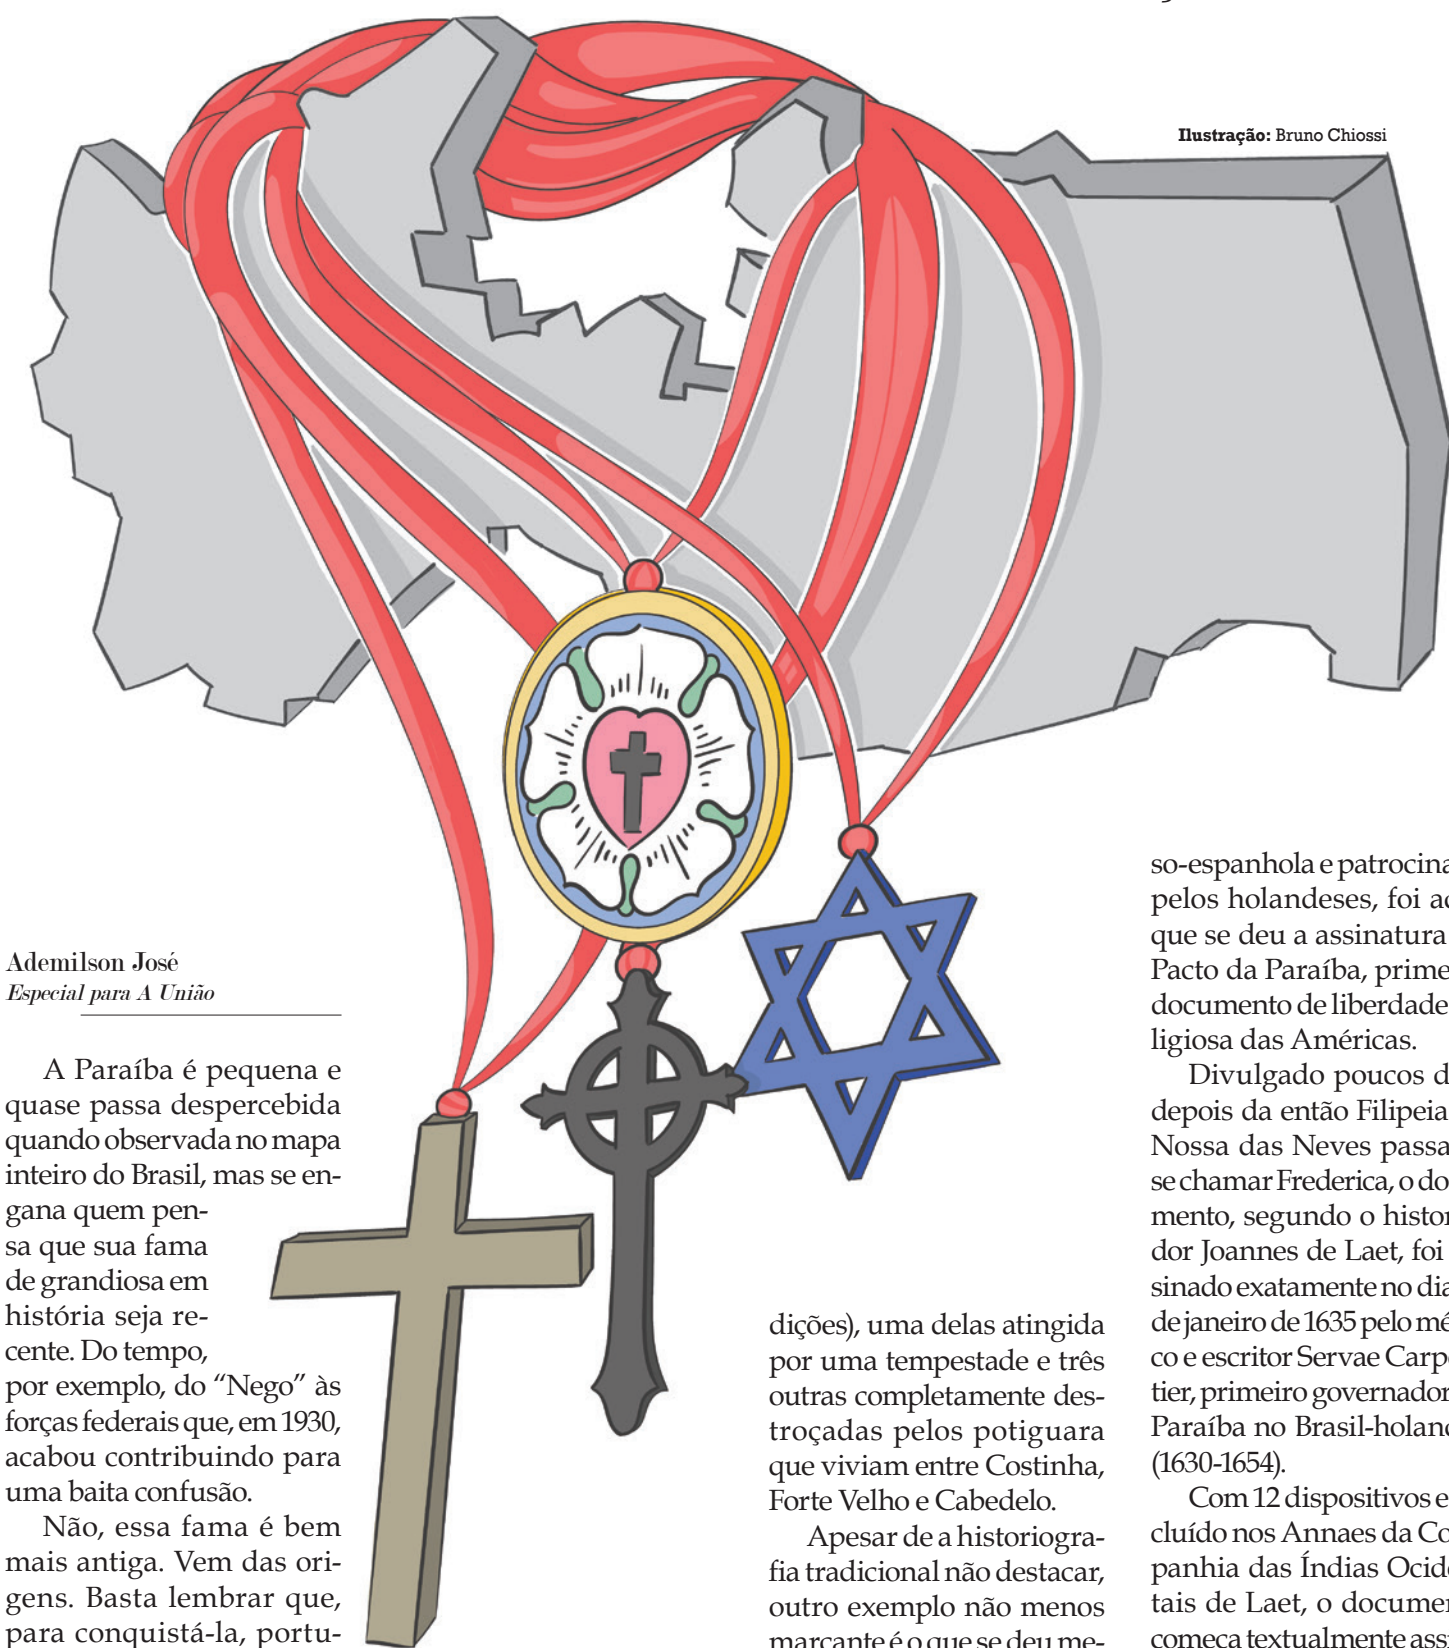 Ilustração: Bruno Chiossi
Ademilson José
Especial para A União
A Paraíba é pequena e
quase passa despercebida
quando observada no mapa
inteiro do Brasil, mas se en-
gana quem pen-
sa que sua fama
de grandiosa em
história seja re-
cente. Do tempo,
por exemplo, do “Nego” às
forças federais que, em 1930,
acabou contribuindo para
uma baita confusão.
Não, essa fama é bem
mais antiga. Vem das ori-
gens. Basta lembrar que,
para conquistá-la, portu-
dições), uma delas atingida
por uma tempestade e três
outras completamente des-
troçadas pelos potiguara
que viviam entre Costinha,
Forte Velho e Cabedelo.
Apesar de a historiogra-
fia tradicional não destacar,
outro exemplo não menos
marcante é o que se deu me-
so-espanhola e patrocina
pelos holandeses, foi
que se deu a assinatura
Pacto da Paraíba, prime
documento de liberdade
ligiosa das Américas.
Divulgado poucos d
depois da então Filipeia
Nossa das Neves passa
se chamar Frederica, o do
mento, segundo o histor
dor Joannes de Laet, foi
sinado exatamente no dia
de janeiro de 1635 pelo mé
co e escritor Servae Carpe
tier, primeiro governador
Paraíba no Brasil-holand
(1630-1654).
Com 12 dispositivos e
cluído nos Annaes da Co
panhia das Índias Ocide
tais de Laet, o documen
começa textualmente assi